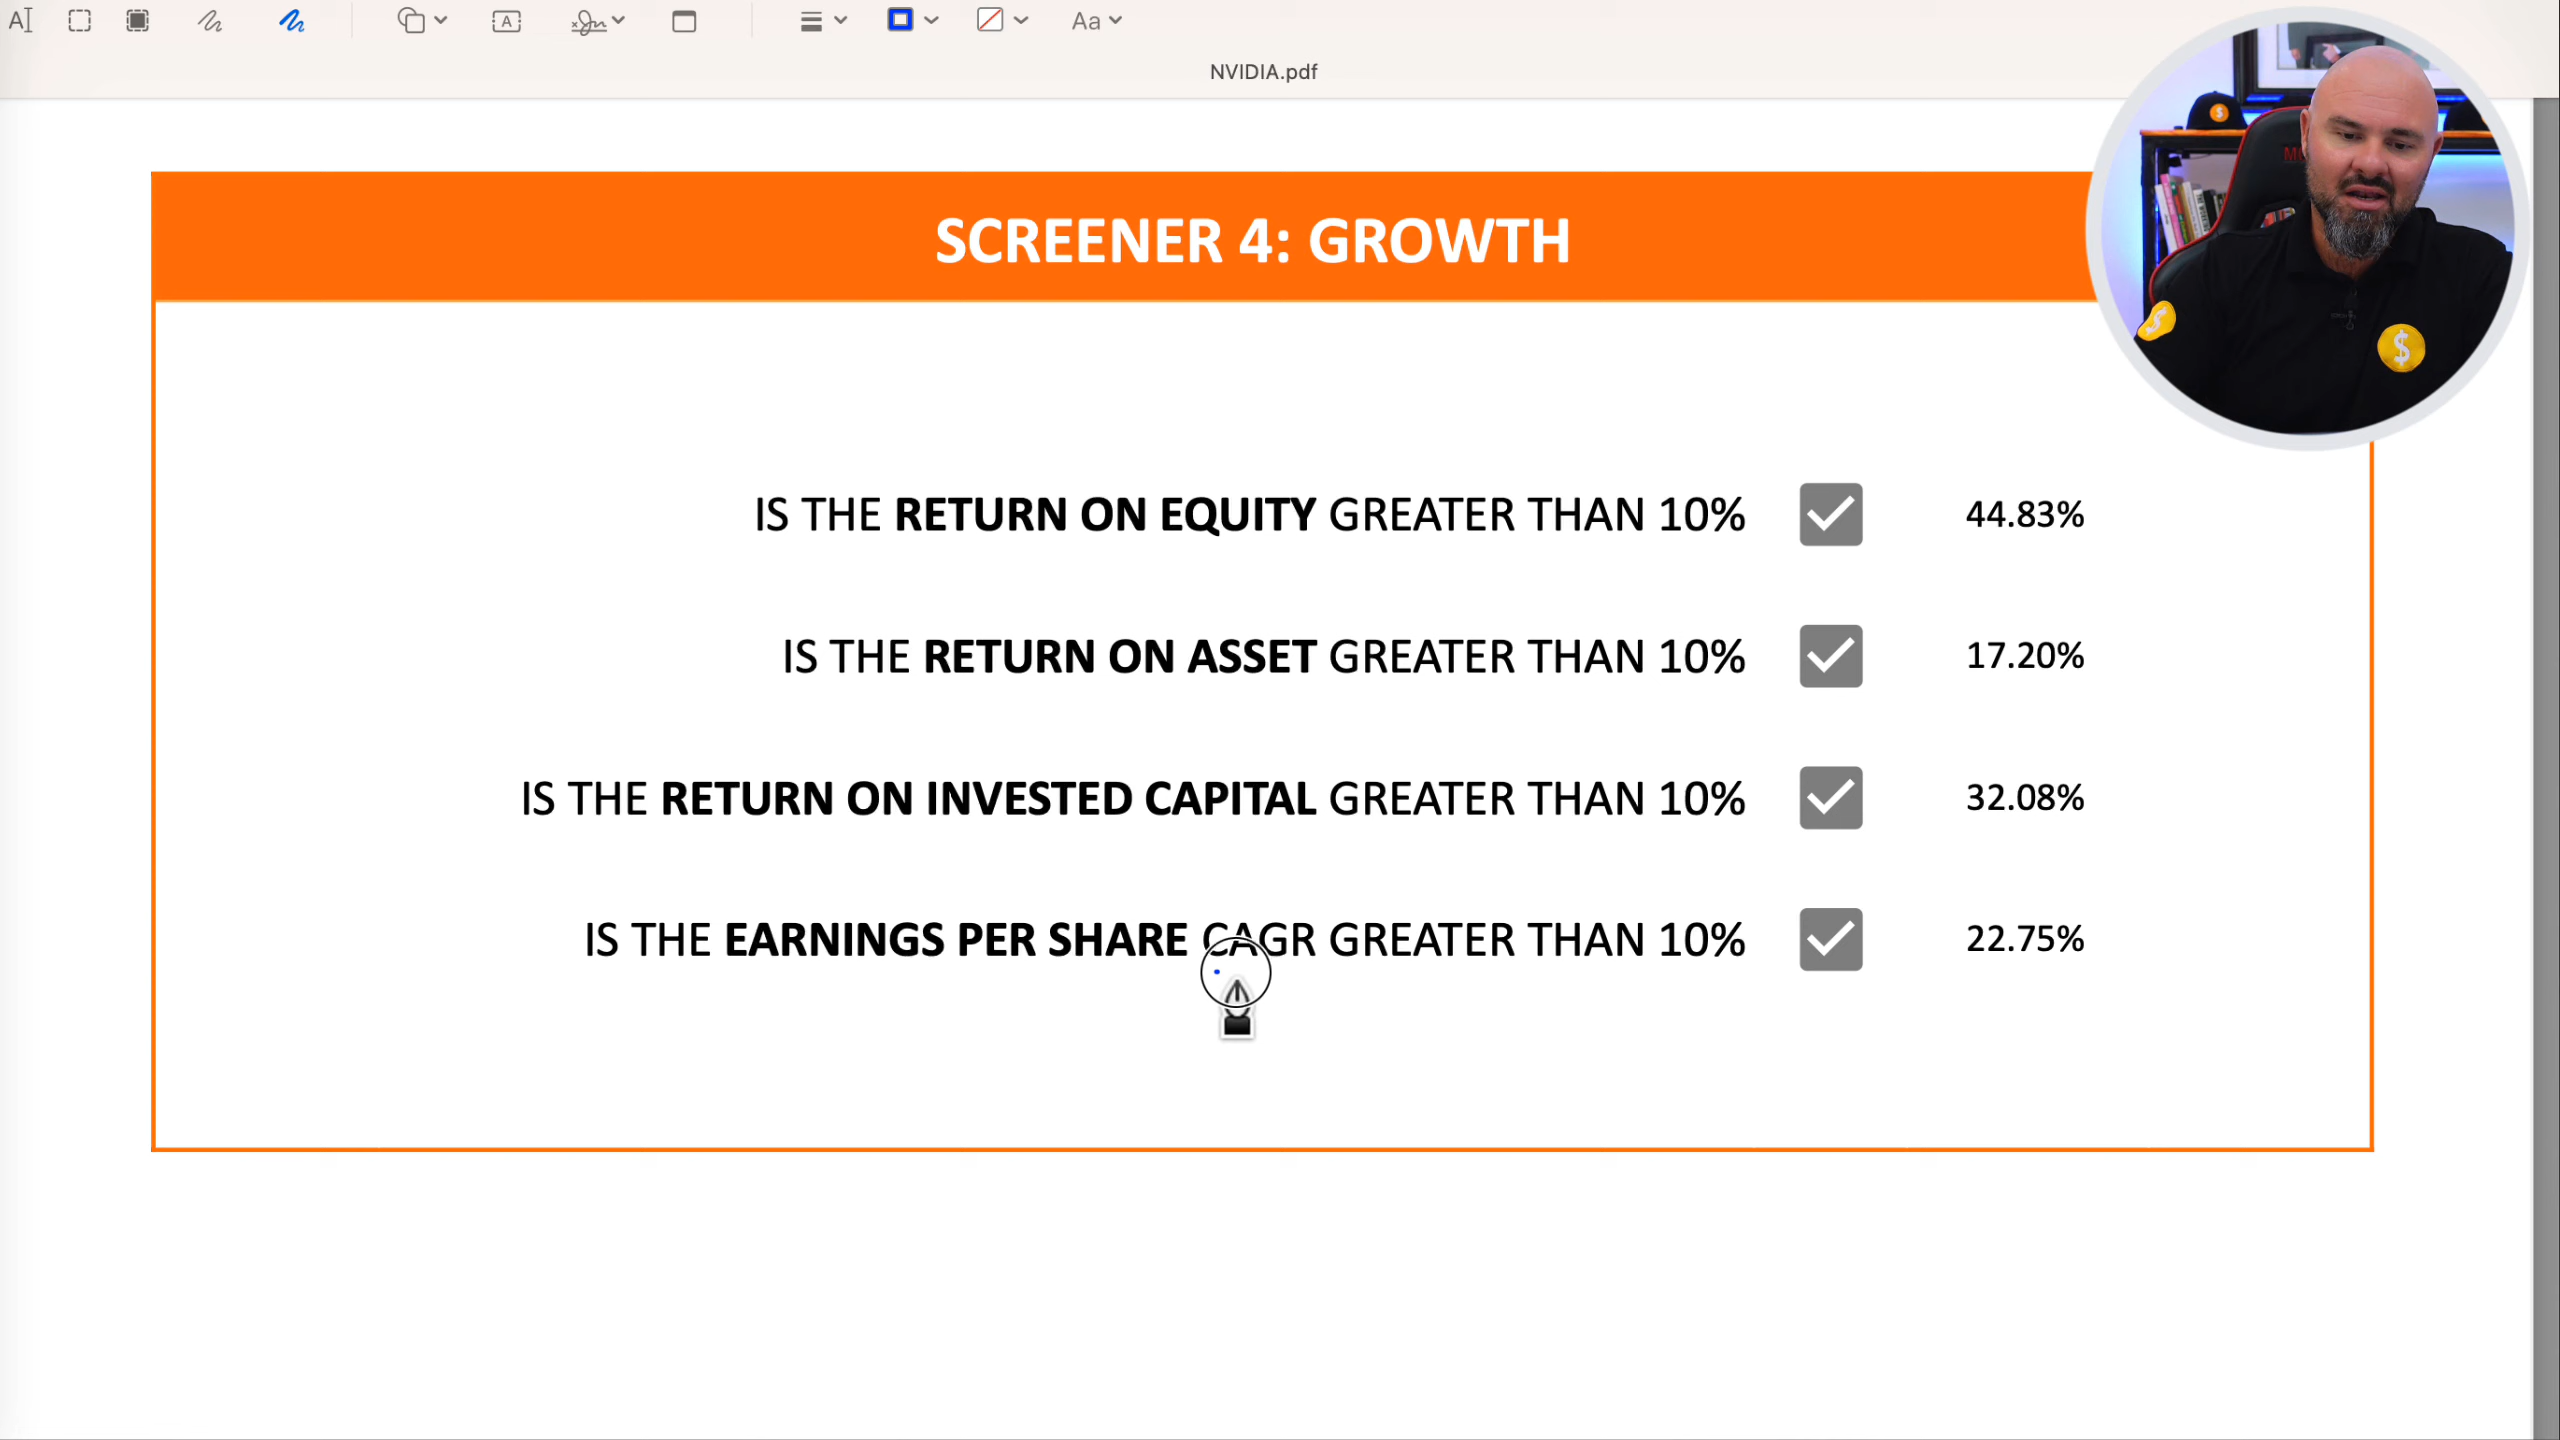 NVIDIA.pdf
SCREENER 4: GROWTH
IS THE RETURN ON EQUITY GREATER THAN 10% 44.83%
IS THE RETURN ON ASSET GREATER THAN 10% 17.20%
IS THE RETURN ON INVESTED CAPITAL GREATER THAN 10% 32.08%
IS THE EARNINGS PER SHARE CAGR GREATER THAN 10% 22.75%
A
A
Aa
$
$
$